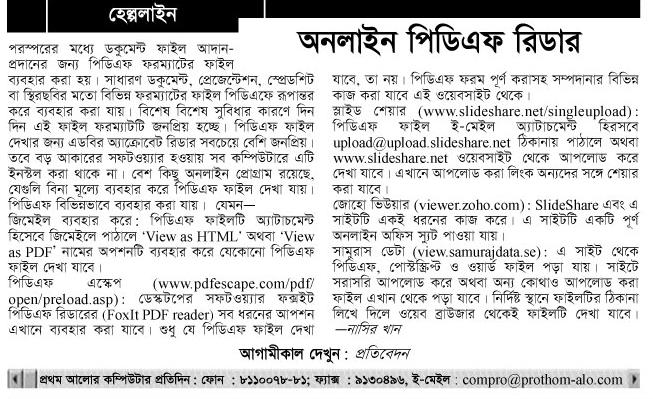 হেল্পলাইন
অনলাইন পিডিএফ রিডার
পরস্পরের মধ্যে ডকুমেন্ট ফাইল আদান-
প্রদানের জন্য পিডিএফ ফরম্যাটের ফাইল
ব্যবহার করা হয়। সাধারণ ডকুমেন্ট, প্রেজেন্টেশন, স্প্রেডশিট
বা স্থিরছবির মতো বিভিন্ন ফরম্যাটের ফাইল পিডিএফে রূপান্তর
করে ব্যবহার করা যায়। বিশেষ বিশেষ সুবিধার কারণে দিন
দিন এই ফাইল ফরম্যাটটি জনপ্রিয় হচ্ছে। পিডিএফ ফাইল
দেখার জন্য এডবির অ্যাক্রোবেট রিডার সবচেয়ে বেশি জনপ্রিয়।
তবে বড় আকারের সফটওয়্যার হওয়ায় সব কম্পিউটারে এটি
ইনস্টল করা থাকে না। বেশ কিছু অনলাইন প্রোগ্রাম রয়েছে,
যেগুলি বিনা মূল্যে ব্যবহার করে পিডিএফ ফাইল দেখা যায়।
পিডিএফ বিভিন্নভাবে ব্যবহার করা যায়। যেমন—
জিমেইল ব্যবহার করে : পিডিএফ ফাইলটি অ্যাটাচমেন্ট
হিসেবে জিমেইলে পাঠালে ‘View as HTML’ অথবা ‘View
as PDF’ নামের অপশনটি ব্যবহার করে যেকোনো পিডিএফ
ফাইল দেখা যাবে।
পিডিএফ এস্কেপ (www.pdfescape.com/pdf/
open/preload.asp) : ডেস্কটপের সফটওয়্যার ফক্সইট
পিডিএফ রিডারের (FoxIt PDF reader) সব ধরনের আপশন
এখানে ব্যবহার করা যাবে। শুধু যে পিডিএফ ফাইল দেখা
যাবে, তা নয়। পিডিএফ ফরম পূর্ণ করাসহ সম্পদানার বিভিন্ন
কাজ করা যাবে এই ওয়েবসাইট থেকে।
স্লাইড শেয়ার (www.slideshare.net/singleupload) :
পিডিএফ ফাইল ই-মেইল অ্যাটাচমেন্ট হিরসবে
upload@upload.slideshare.net ঠিকানায় পাঠালে অথবা
www.slideshare.net ওয়েবসাইট থেকে আপলোড করে
দেখা যাবে। এখানে আপলোড করা লিংক অন্যদের সঙ্গে শেয়ার
করা যাবে।
জোহো ভিউয়ার (viewer.zoho.com) : SlideShare এবং এ
সাইটটি একই ধরনের কাজ করে। এ সাইটটি একটি পূর্ণ
অনলাইন অফিস স্যুট পাওয়া যায়।
সামুরাস ডেটা (view.samurajdata.se) : এ সাইট থেকে
পিডিএফ, পোস্টস্ক্রিপ্ট ও ওয়ার্ড ফাইল পড়া যায়। সাইটে
সরাসরি আপলোড করে অথবা অন্য কোথাও আপলোড করা
ফাইল এখান থেকে পড়া যাবে। নির্দিষ্ট স্থানে ফাইলটির ঠিকানা
লিখে দিলে ওয়েব ব্রাউজার থেকেই ফাইলটি দেখা যাবে।
—নাসির খান
আগামীকাল দেখুন : প্রতিবেদন
প্রথম আলোর কম্পিউটার প্রতিদিন : ফোন : ৮১১০০৭৮-৮১; ফ্যাক্স : ৯১৩০৪৯৬, ই-মেইল : compro@prothom-alo.com